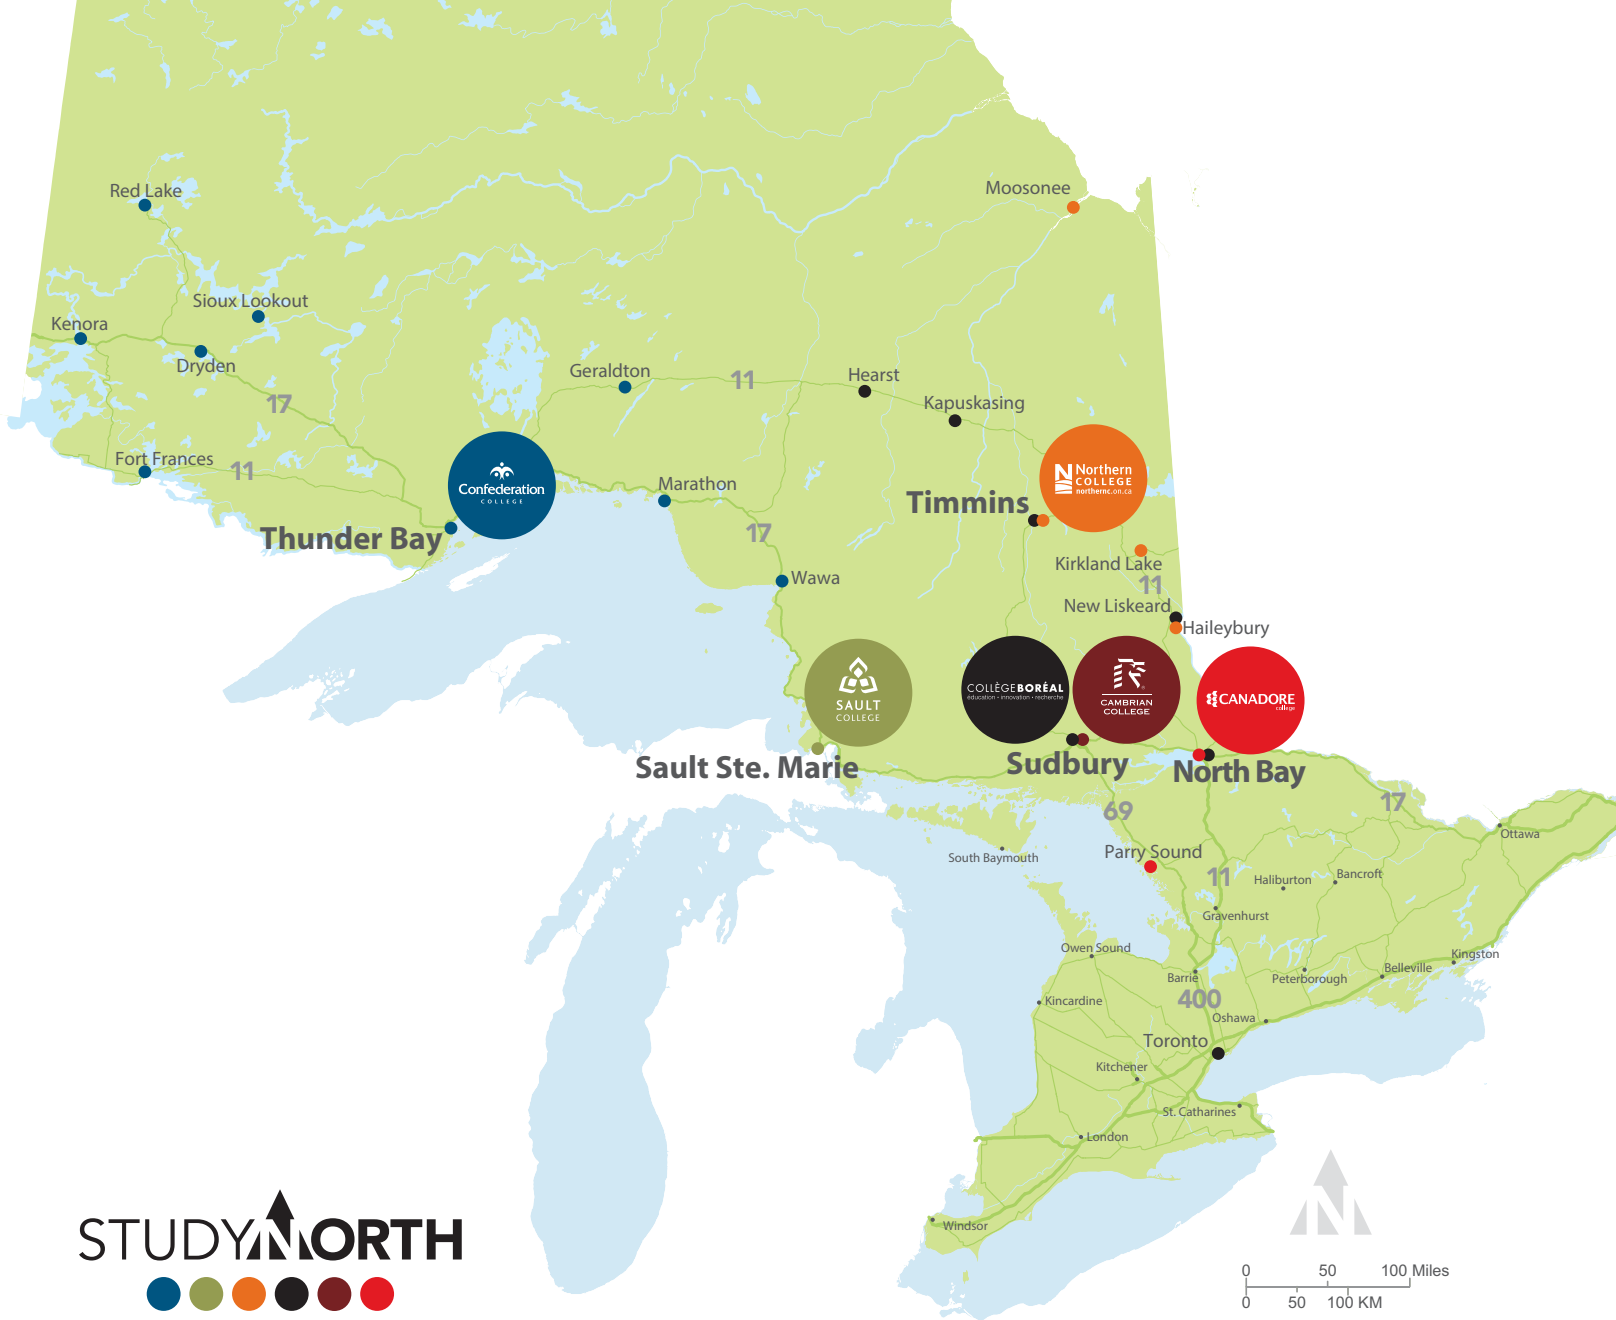 Red Lake
Moosonee
Sioux Lookout
Kenora
Dryden
17
Geraldton
11
Hearst
Kapuskasing
Fort Frances
11
Confederation
COLLEGE
Marathon
Northern
COLLEGE
northernc.on.ca
Timmins
Thunder Bay
17
Kirkland Lake
11
Wawa
New Liskeard
Haileybury
SAULT
COLLEGE
COLLÈGEBORÉAL
éducation • innovation • recherche
CAMBRIAN
COLLEGE
CANADORE
college
Sault Ste. Marie
Sudbury
North Bay
69
17
Ottawa
South Baymouth
Parry Sound
11
Haliburton
Bancroft
Gravenhurst
Owen Sound
Kingston
Barrie
Peterborough
Belleville
Kincardine
400
Oshawa
Toronto
Kitchener
St. Catharines
London
Windsor
STUDYNORTH
N
0 50 100 Miles
0 50 100 KM